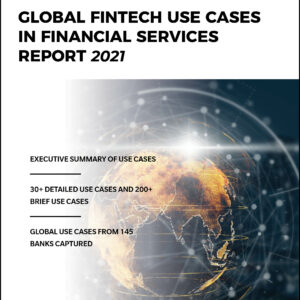 GLOBAL FINTECH USE CASES
IN FINANCIAL SERVICES
REPORT 2021
EXECUTIVE SUMMARY OF USE CASES
30+ DETAILED USE CASES AND 200+
BRIEF USE CASES
GLOBAL USE CASES FROM 145
BANKS CAPTURED